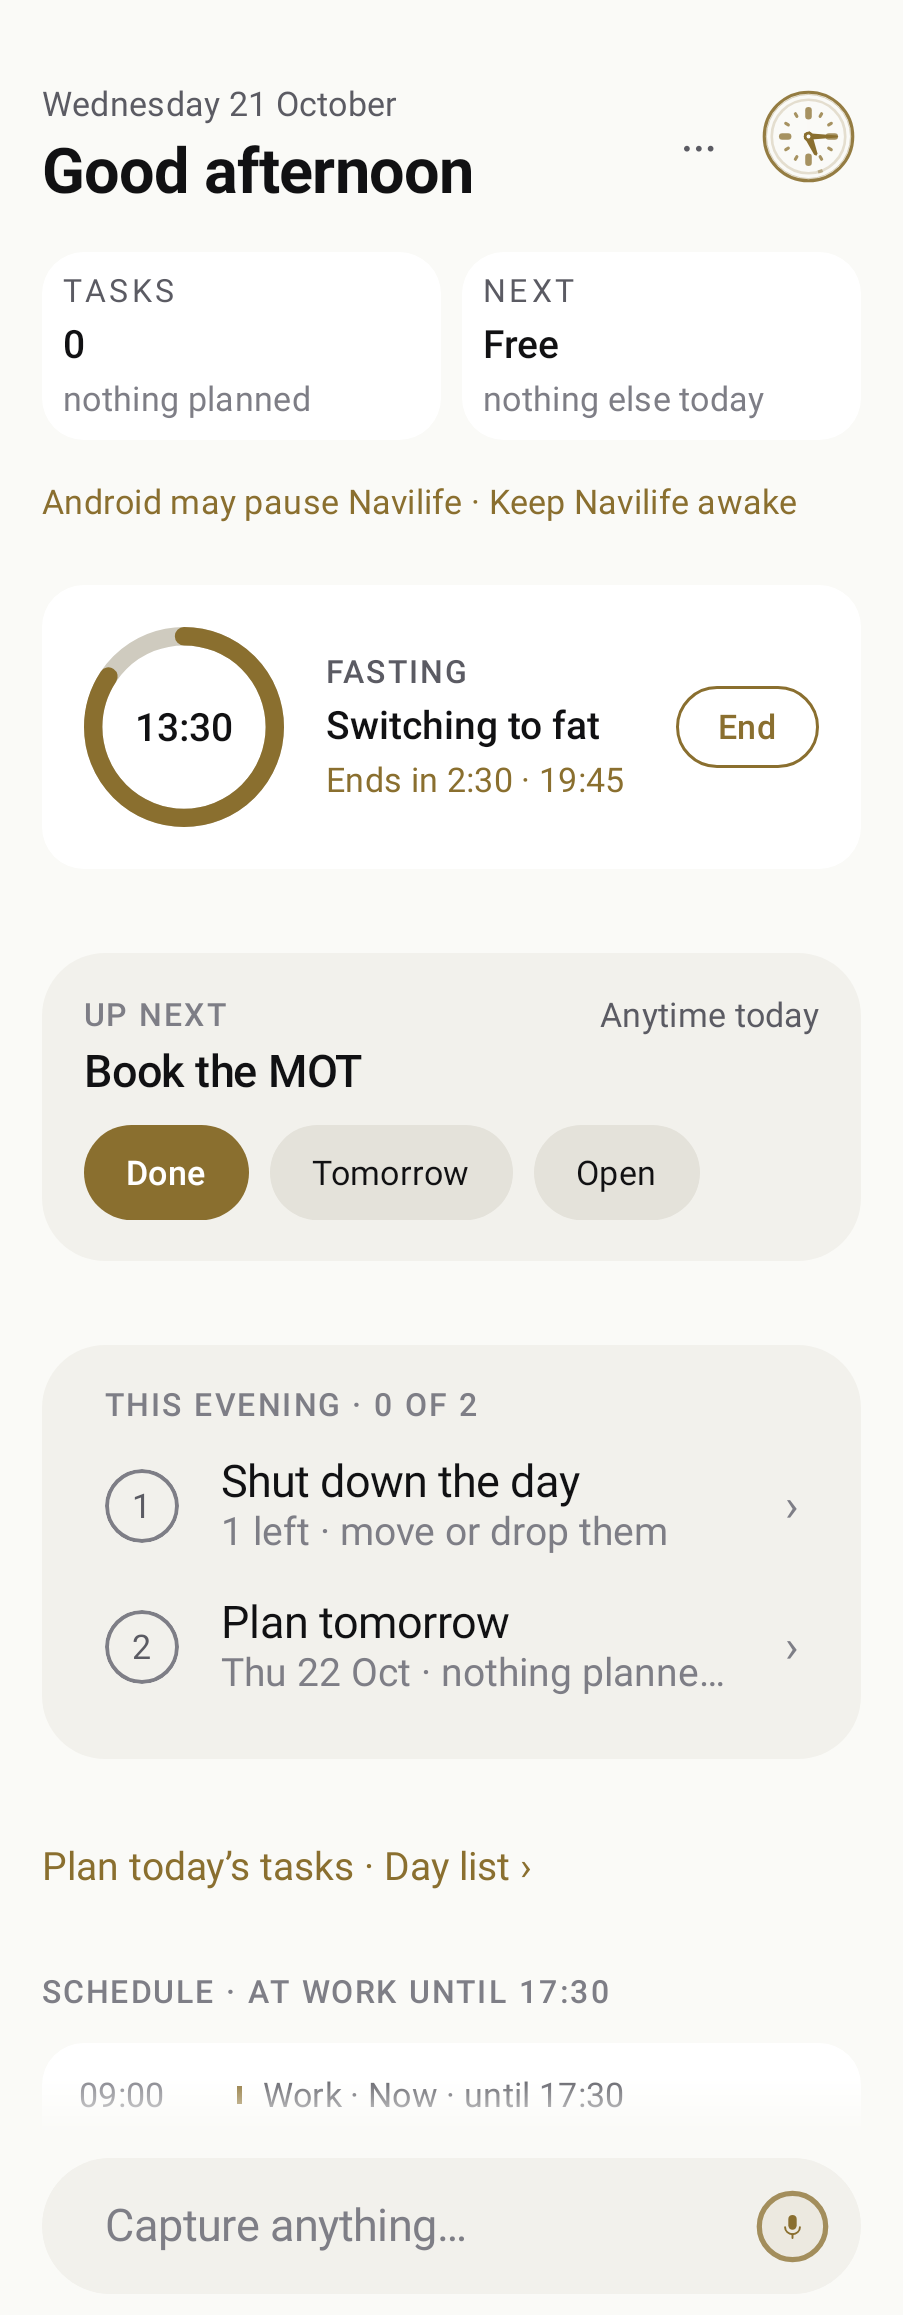 Wednesday 21 October
Good afternoon
...
TASKS
0
nothing planned
NEXT
Free
nothing else today
Android may pause Navilife · Keep Navilife awake
13:30
FASTING
Switching to fat
Ends in 2:30 · 19:45
End
UP NEXT
Anytime today
Book the MOT
Done
Tomorrow
Open
THIS EVENING · 0 OF 2
1
Shut down the day
1 left · move or drop them
›
2
Plan tomorrow
Thu 22 Oct · nothing planne…
›
Plan today’s tasks · Day list ›
SCHEDULE · AT WORK UNTIL 17:30
09:00
Work · Now · until 17:30
Capture anything…